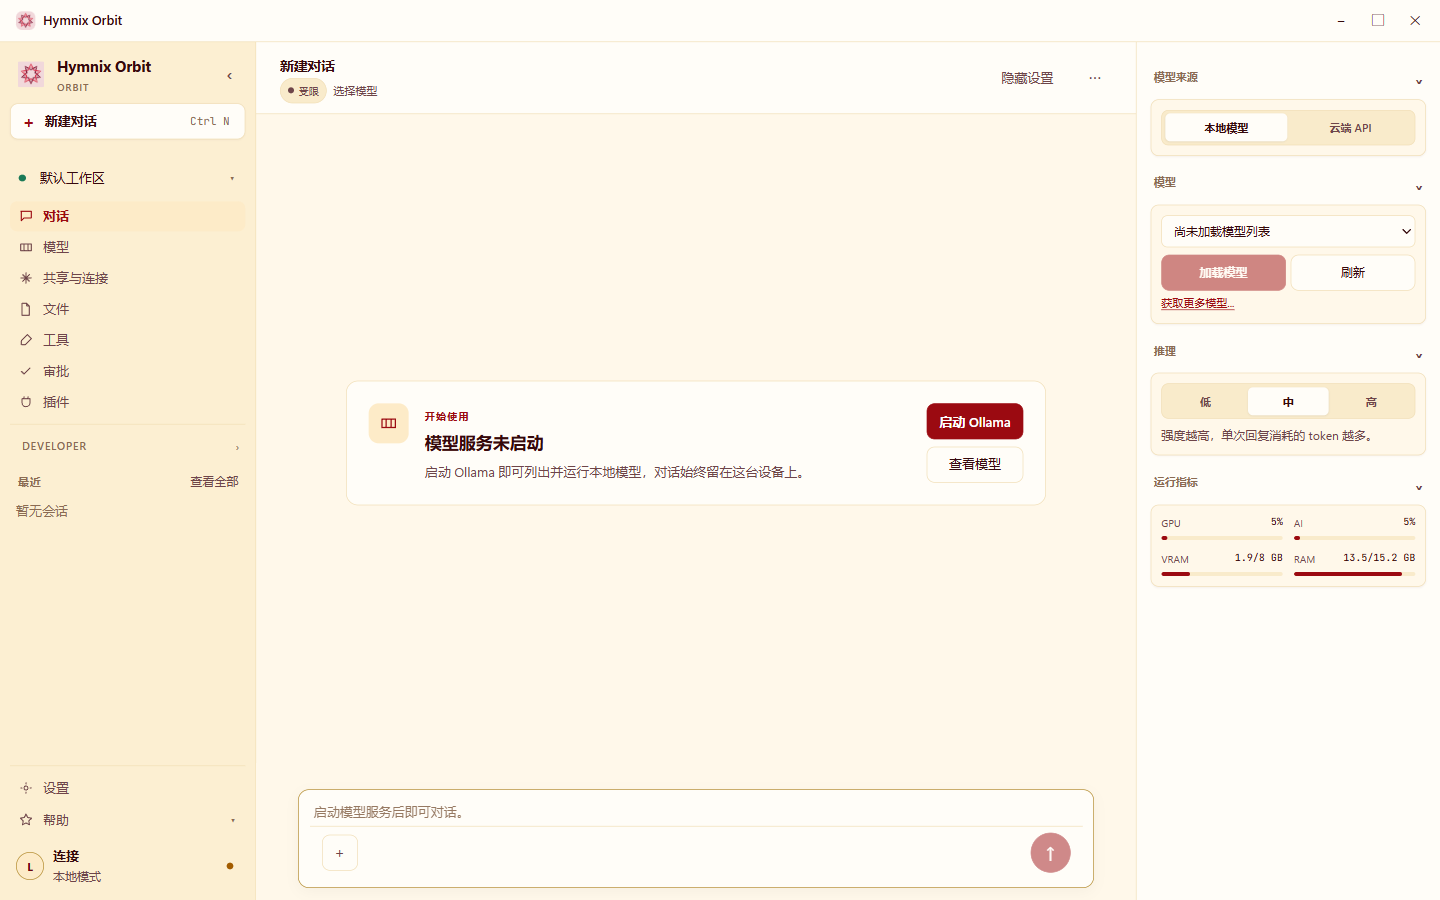 Hymnix Orbit
Hymnix Orbit
ORBIT
+ 新建对话 Ctrl N
默认工作区
对话
模型
共享与连接
文件
工具
审批
插件
DEVELOPER
最近 查看全部
暂无会话
设置
帮助
L
连接
本地模式
新建对话
受限 选择模型
隐藏设置 ...
开始使用
模型服务未启动
启动 Ollama 即可列出并运行本地模型，对话始终留在这台设备上。
启动 Ollama
查看模型
启动模型服务后即可对话。
+
模型来源
本地模型 云端 API
模型
尚未加载模型列表
加载模型 刷新
获取更多模型...
推理
低 中 高
强度越高，单次回复消耗的 token 越多。
运行指标
GPU 5% AI 5%
VRAM 1.9/8 GB RAM 13.5/15.2 GB